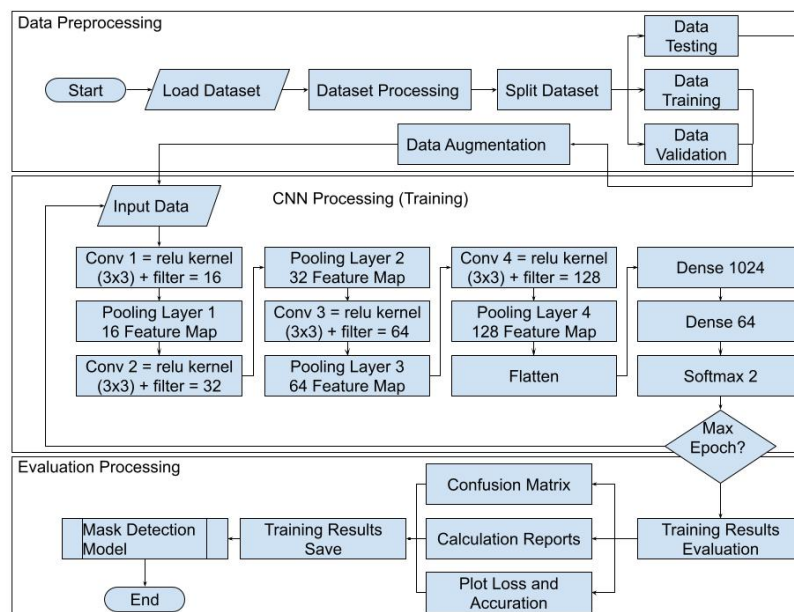 Data Preprocessing
Start
Load Dataset
Dataset Processing
Split Dataset
Data
Testing
Data
Training
Data
Validation
Data Augmentation
CNN Processing (Training)
Input Data
Conv 1 = relu kernel
(3x3) + filter = 16
Pooling Layer 1
16 Feature Map
Conv 2 = relu kernel
(3x3) + filter = 32
Pooling Layer 2
32 Feature Map
Conv 3 = relu kernel
(3x3) + filter = 64
Pooling Layer 3
64 Feature Map
Conv 4 = relu kernel
(3x3) + filter = 128
Pooling Layer 4
128 Feature Map
Flatten
Dense 1024
Dense 64
Softmax 2
Max
Epoch?
Evaluation Processing
Training Results
Evaluation
Confusion Matrix
Calculation Reports
Plot Loss and
Accuration
Training Results
Save
Mask Detection
Model
End